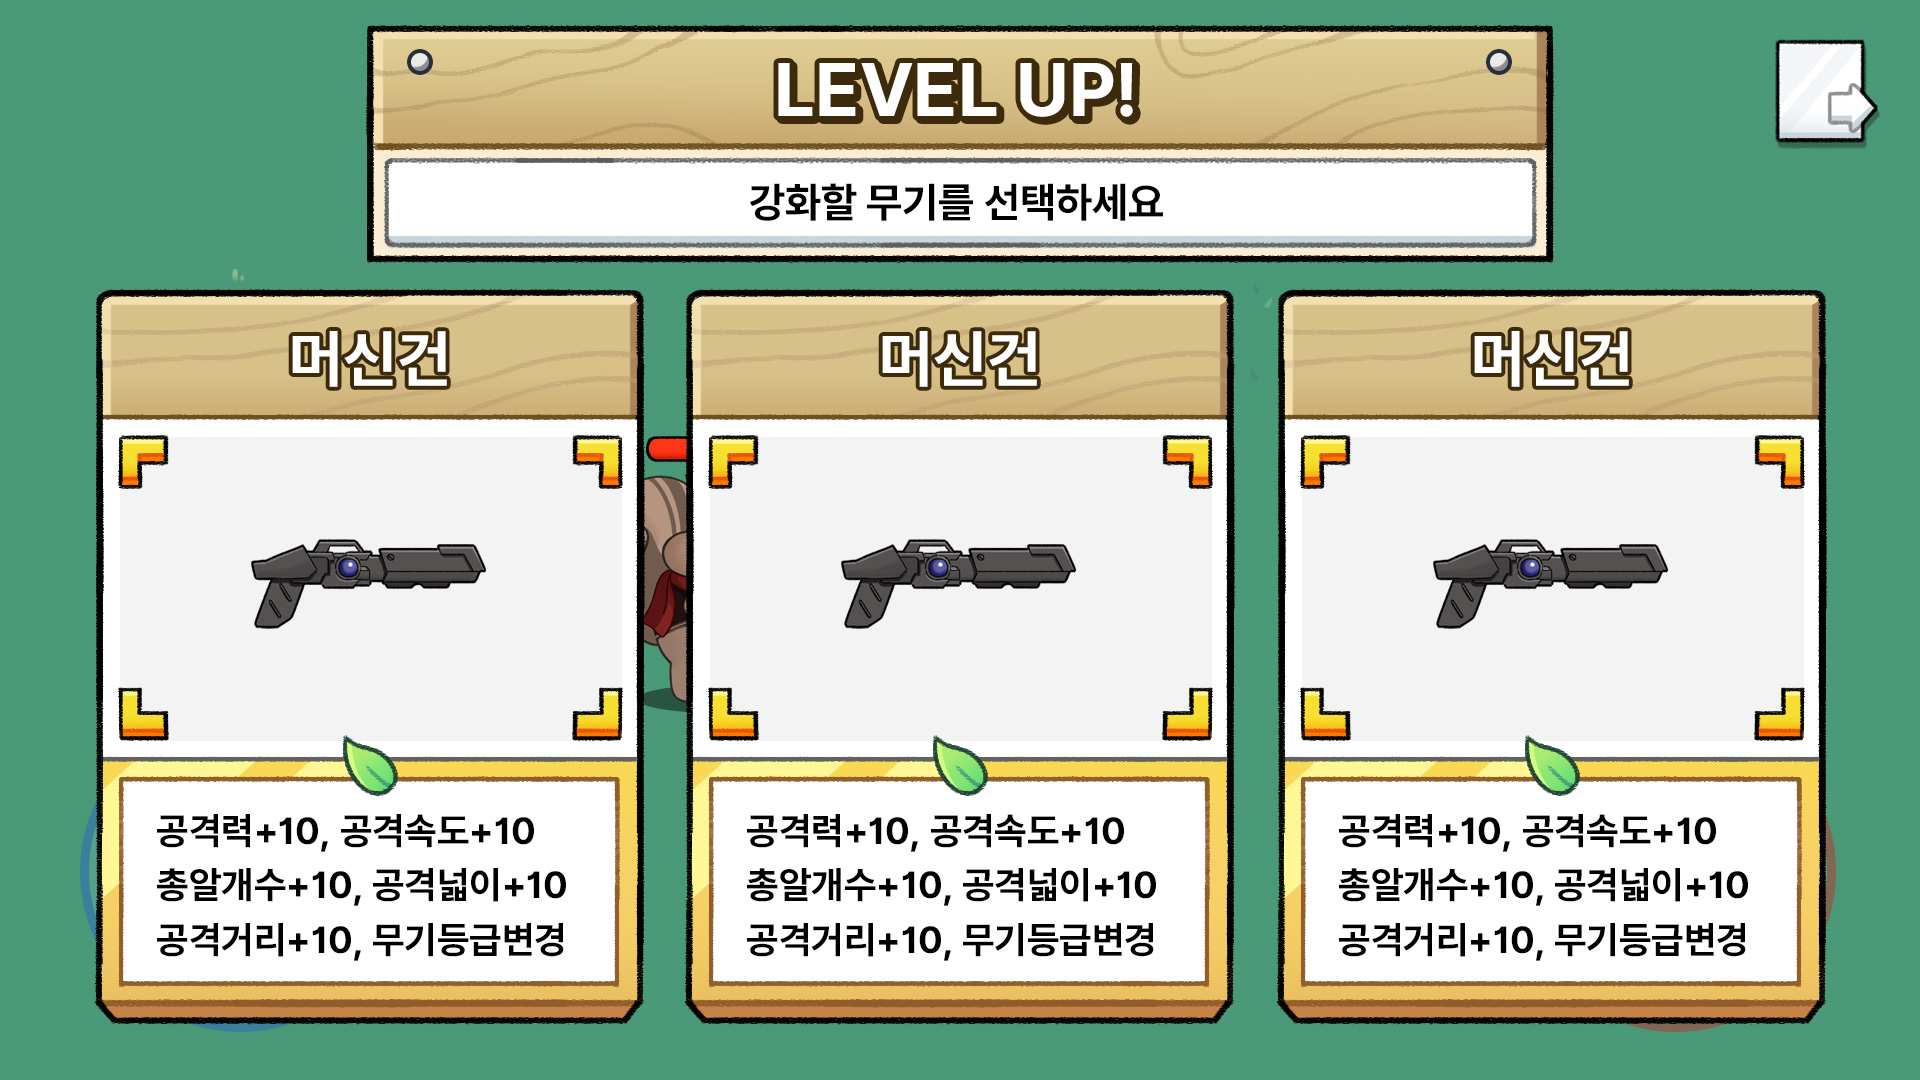 LEVEL UP!
강화할 무기를 선택하세요
머신건
공격력+10, 공격속도+10
총알개수+10, 공격넓이+10
공격거리+10, 무기등급변경
머신건
공격력+10, 공격속도+10
총알개수+10, 공격넓이+10
공격거리+10, 무기등급변경
머신건
공격력+10, 공격속도+10
총알개수+10, 공격넓이+10
공격거리+10, 무기등급변경